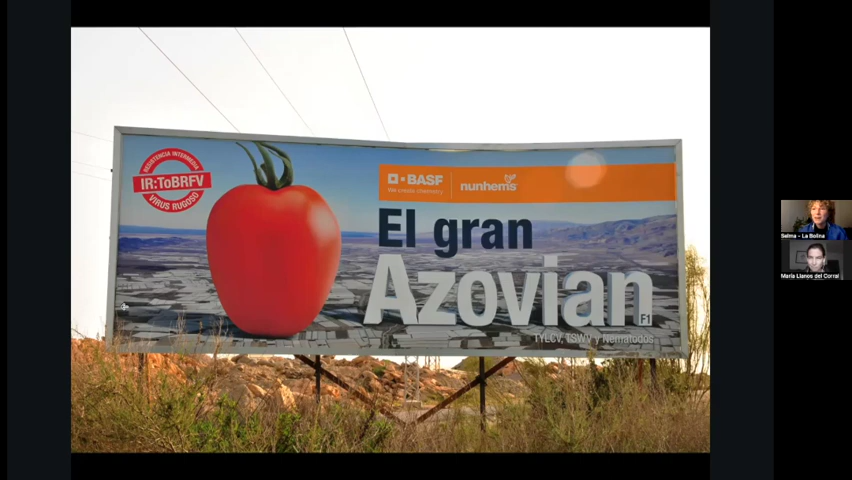 RESISTENCIA INTERMEDIA
IR:ToBRFV
VIRUS RUGOSO
BASF
We create chemistry
nunhems
El gran
Azovian
F1
TYLCV, TSWV y Nematodos
Selma - La Bolina
María Llanos del Corral